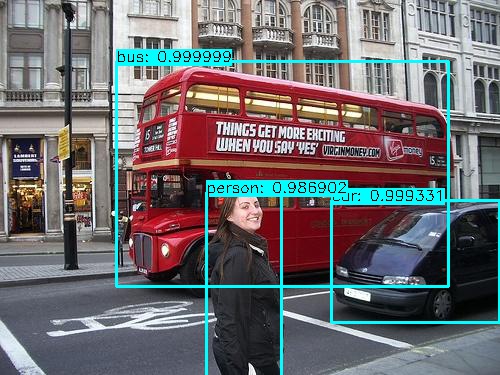 bus: 0.999999
THINGS GET MORE EXCITING
WHEN YOU SAY 'YES'
VIRGINMONEY.COM
Virgin money
15
15
TOWER HILL
person: 0.986902
car: 0.999331
LAMBERT